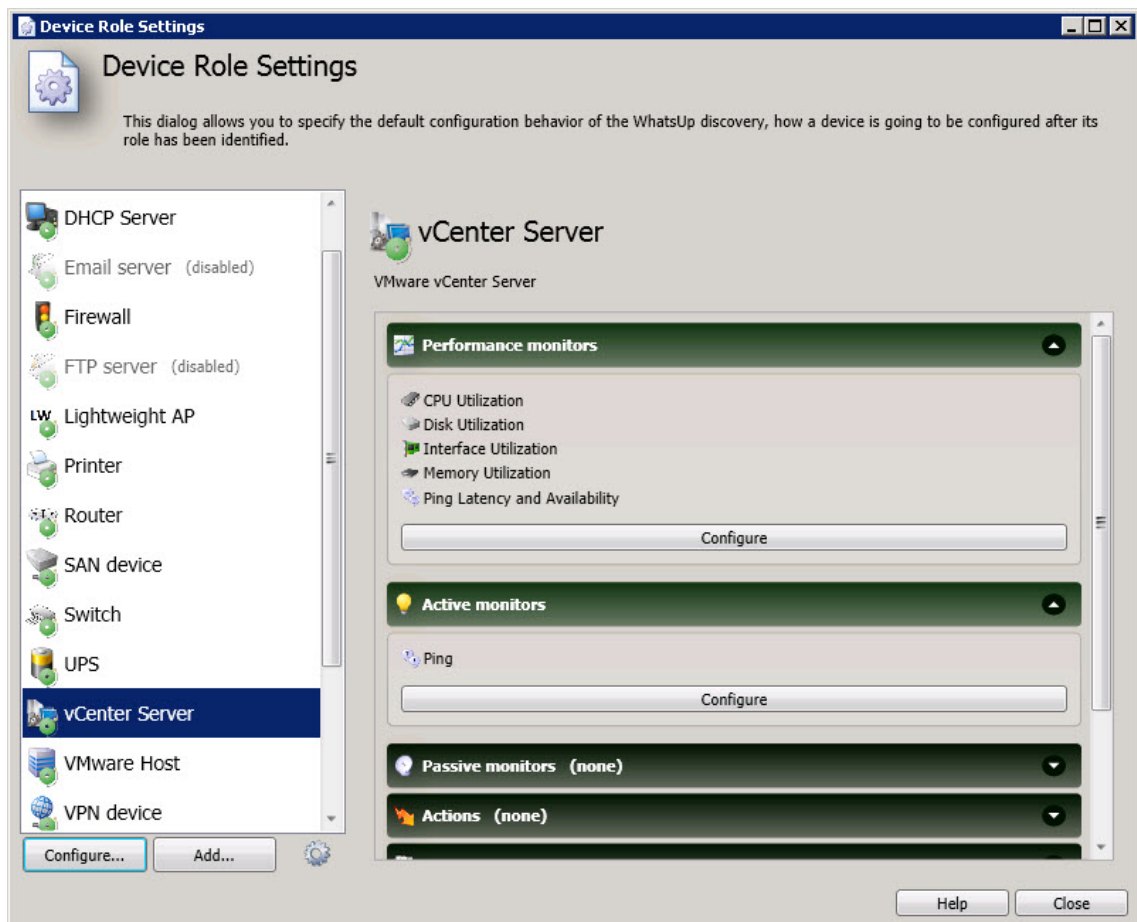 Device Role Settings
Device Role Settings
This dialog allows you to specify the default configuration behavior of the WhatsUp discovery, how a device is going to be configured after its
role has been identified.
DHCP Server
Email server (disabled)
Firewall
FTP server (disabled)
LW Lightweight AP
Printer
Router
SAN device
Switch
UPS
vCenter Server
VMware Host
VPN device
Configure...
Add...
vCenter Server
VMware vCenter Server
Performance monitors
CPU Utilization
Disk Utilization
Interface Utilization
Memory Utilization
Ping Latency and Availability
Configure
Active monitors
Ping
Configure
Passive monitors (none)
Actions (none)
Help
Close